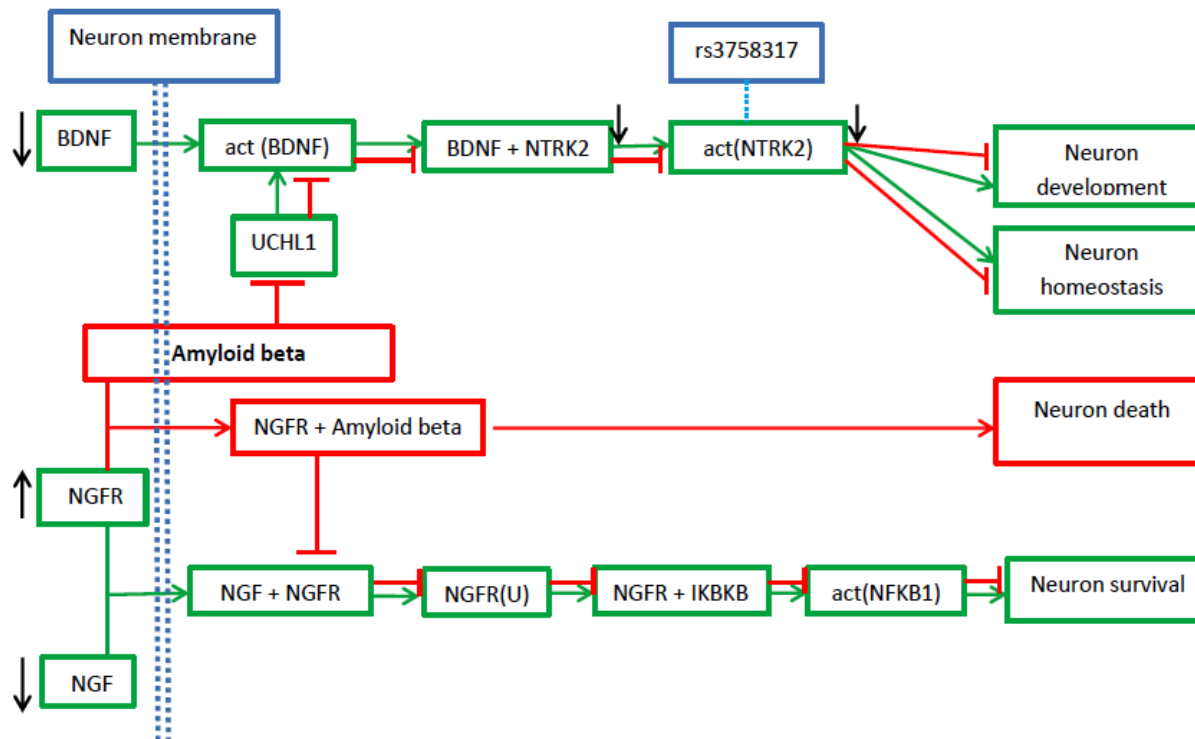 Neuron membrane
rs3758317
BDNF
act (BDNF)
BDNF + NTRK2
act(NTRK2)
Neuron
development
UCHL1
Neuron
homeostasis
Amyloid beta
NGFR + Amyloid beta
Neuron death
NGFR
NGF + NGFR
NGFR(U)
NGFR + IKBKB
act(NFKB1)
Neuron survival
NGF